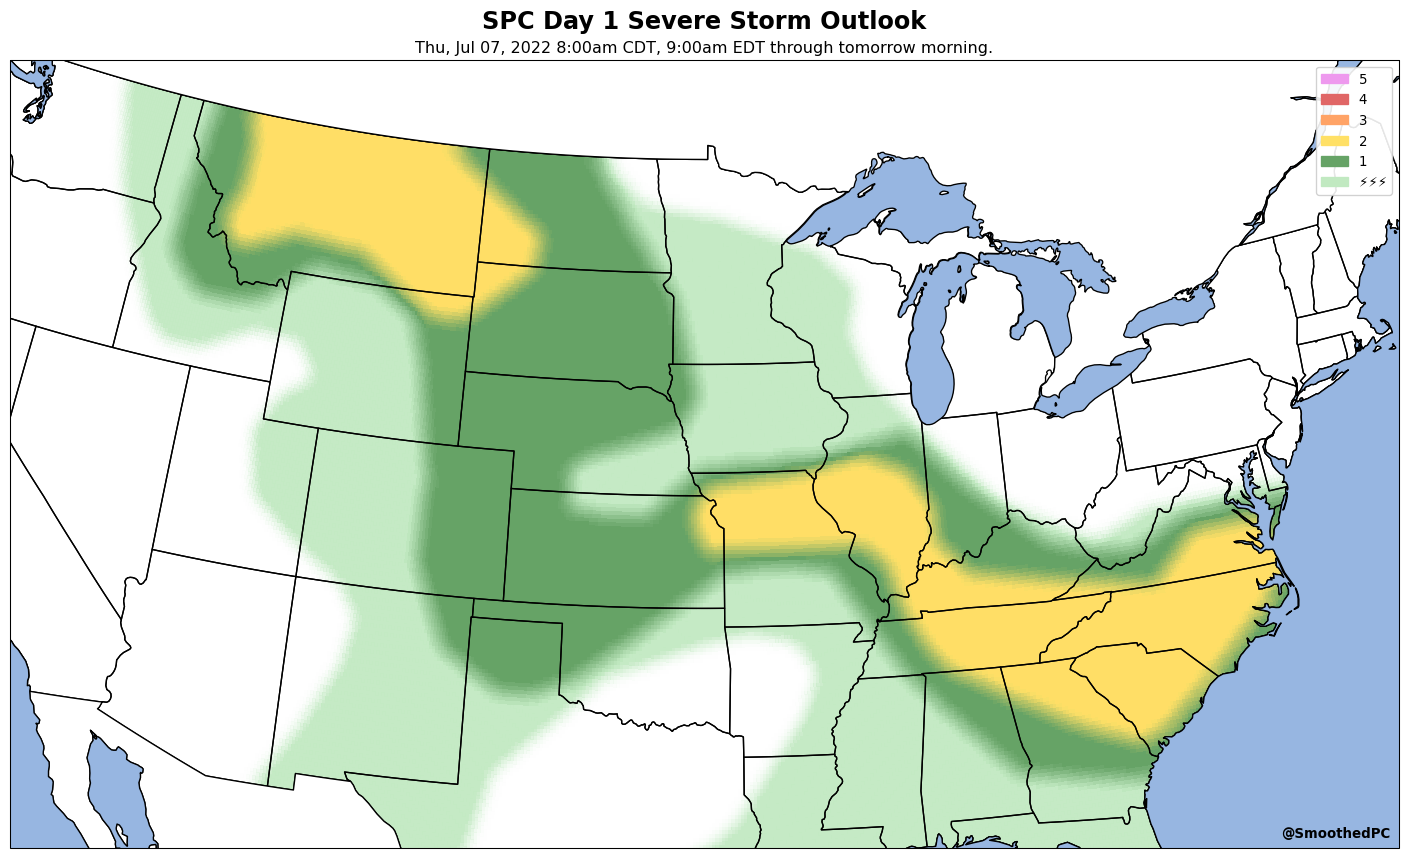 SPC Day 1 Severe Storm Outlook
Thu, Jul 07, 2022 8:00am CDT, 9:00am EDT through tomorrow morning.
5
4
3
2
1
⚡⚡⚡
@SmoothedPC